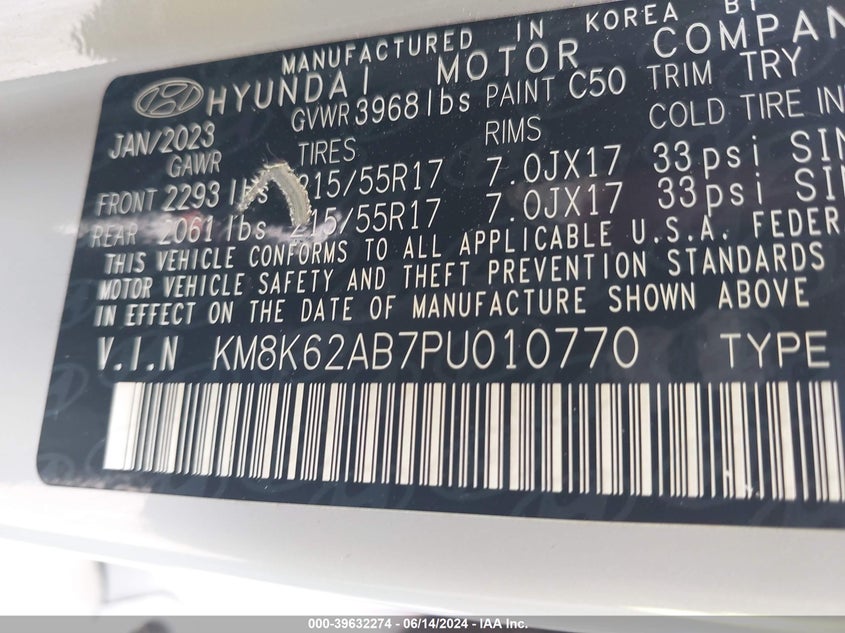 MANUFACTURED IN KOREA BY
HYUNDAI MOTOR COMPAN
JAN/2023 GVWR 3968 lbs PAINT C50 TRIM TRY
GAWR TIRES RIMS COLD TIRE IN
FRONT 2293 lbs 215/55R17 7.0JX17 33psi SIN
REAR 2061 lbs 215/55R17 7.0JX17 33psi SIN
THIS VEHICLE CONFORMS TO ALL APPLICABLE U.S.A. FEDER
MOTOR VEHICLE SAFETY AND THEFT PREVENTION STANDARDS
IN EFFECT ON THE DATE OF MANUFACTURE SHOWN ABOVE
V.I.N KM8K62AB7PU010770 TYPE
000-39632274 - 06/14/2024 - IAA Inc.